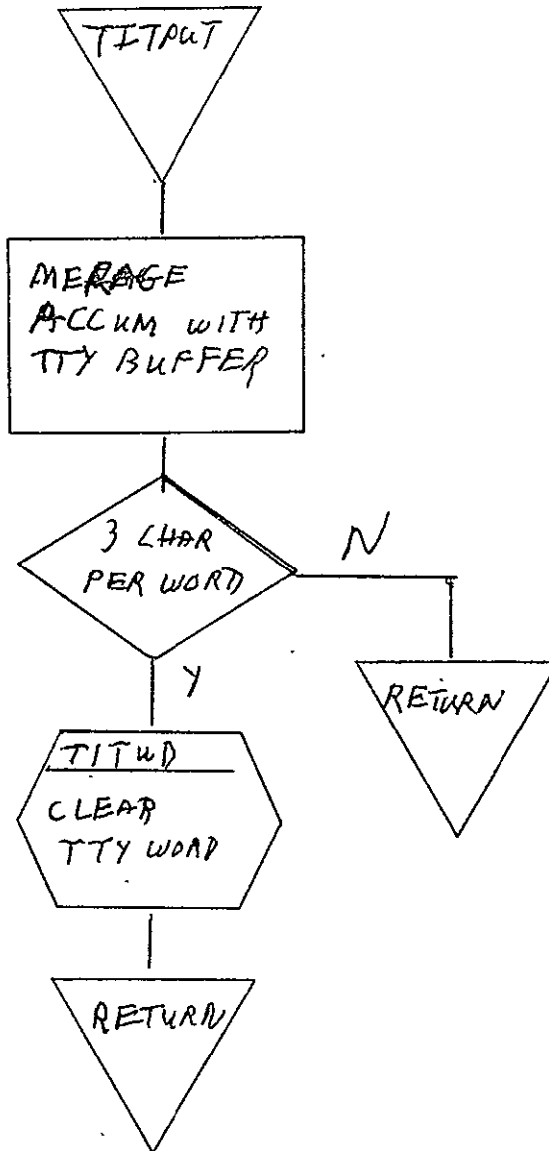 TITPUT
MERAGE
ACCUM WITH
TTY BUFFER
3 CHAR
PER WORD
N
Y
RETURN
TITWD
CLEAR
TTY WORD
RETURN